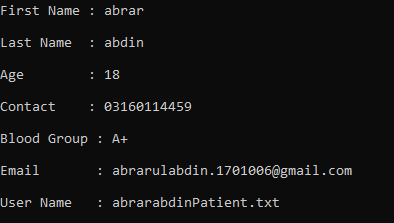 First Name : abrar
Last Name  : abdin
Age        : 18
Contact    : 03160114459
Blood Group : A+
Email       : abrarulabdin.1701006@gmail.com
User Name   : abrarabdinPatient.txt